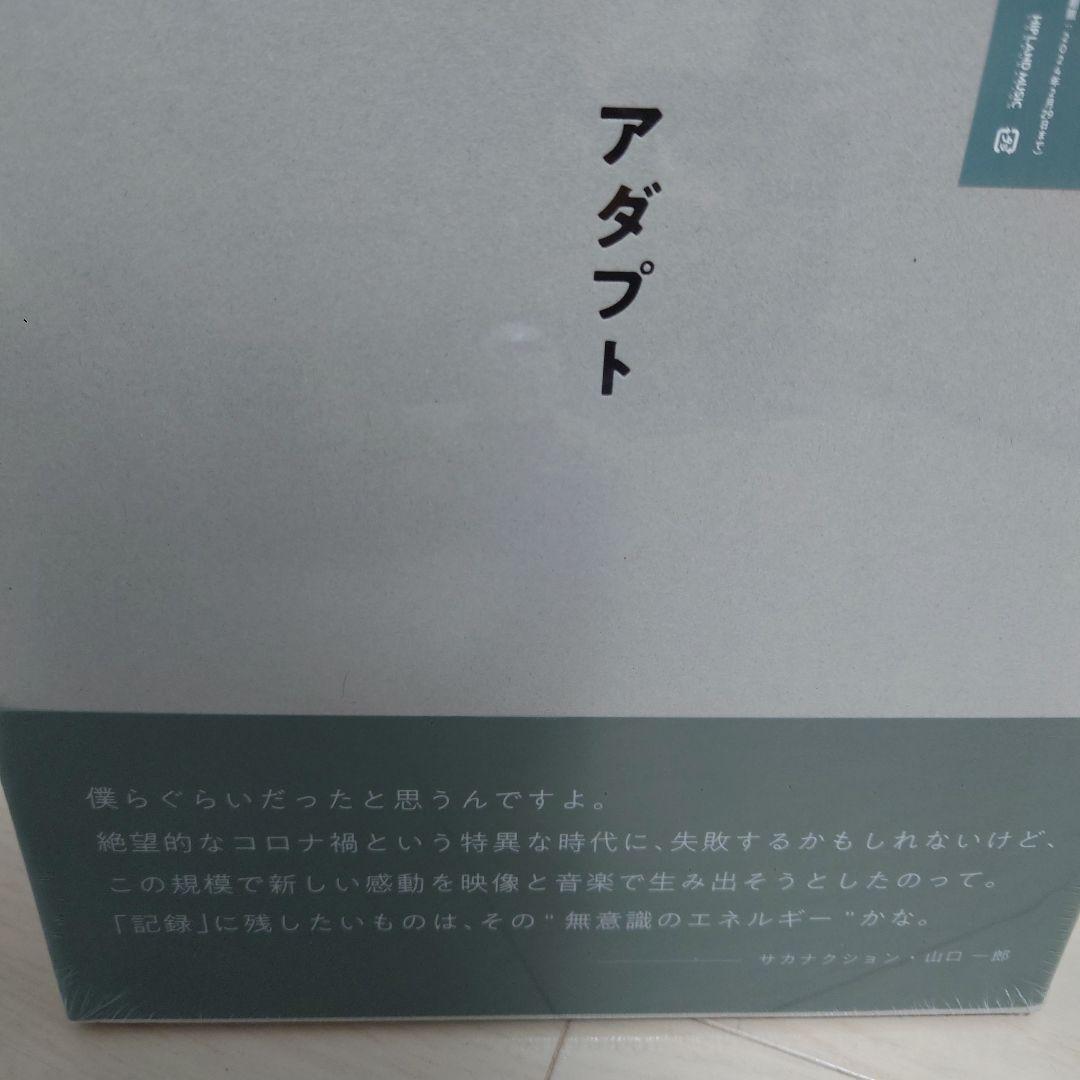 HIP LAND MUSIC
アダプト
僕らぐらいだったと思うんですよ。
絶望的なコロナ禍という特異な時代に、失敗するかもしれないけど、
この規模で新しい感動を映像と音楽で生み出そうとしたのって。
「記録」に残したいものは、その"無意識のエネルギー"かな。
サカナクション・山口 一郎